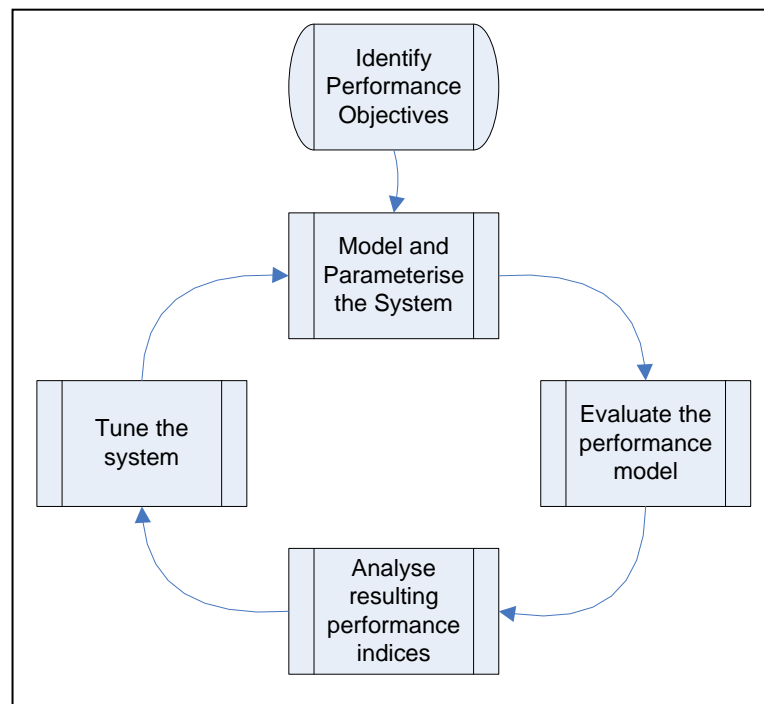 Identify
Performance
Objectives
Model and
Parameterise
the System
Tune the
system
Evaluate the
performance
model
Analyse
resulting
performance
indices